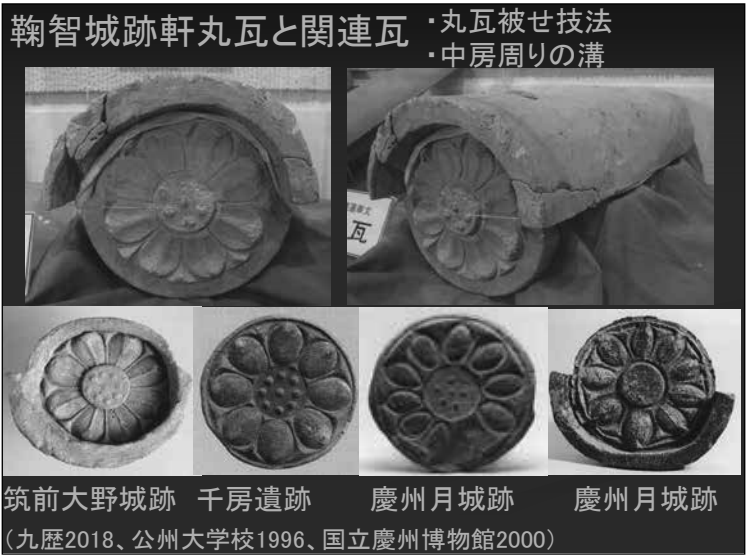 鞠智城跡軒丸瓦と関連瓦
・丸瓦被せ技法
・中房周りの溝
瓦
筑前大野城跡 千房遺跡 慶州月城跡 慶州月城跡
（九歴2018、公州大学校1996、国立慶州博物館2000）